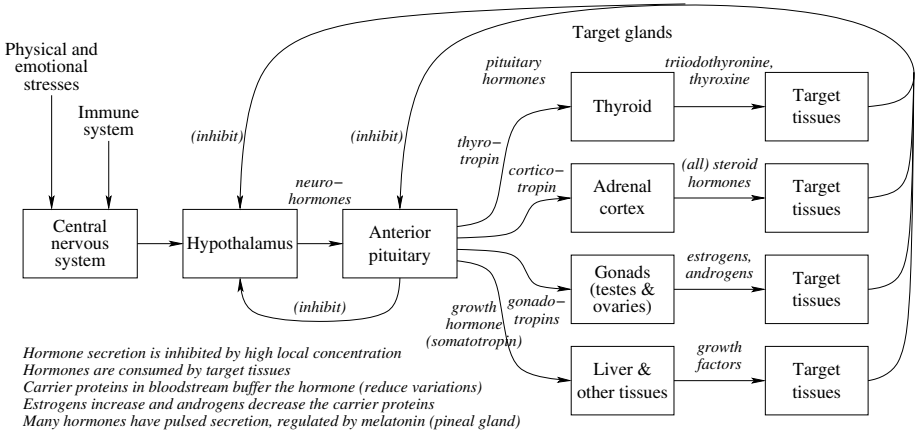 Target glands
Physical and
emotional
stresses
Immune
system
(inhibit)
(inhibit)
pituitary
hormones
Thyroid
triiodothyronine,
thyroxine
Target
tissues
thyro–
tropin
neuro–
hormones
cortico–
tropin
Adrenal
cortex
(all) steroid
hormones
Target
tissues
Central
nervous
system
Hypothalamus
Anterior
pituitary
(inhibit)
gonado–
tropins
Gonads
(testes &
ovaries)
estrogens,
androgens
Target
tissues
growth
hormone
(somatotropin)
Liver &
other tissues
growth
factors
Target
tissues
Hormone secretion is inhibited by high local concentration
Hormones are consumed by target tissues
Carrier proteins in bloodstream buffer the hormone (reduce variations)
Estrogens increase and androgens decrease the carrier proteins
Many hormones have pulsed secretion, regulated by melatonin (pineal gland)